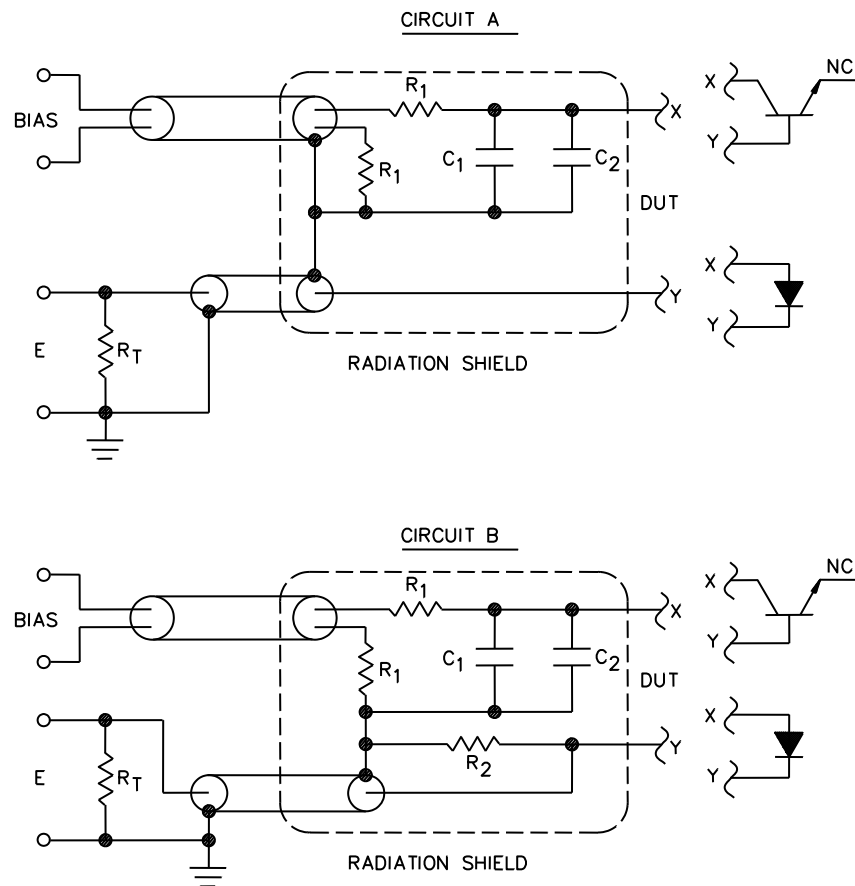 CIRCUIT A
R1
NC
X
X
BIAS
Y
C1
C2
R1
DUT
X
Y
Y
E
RT
RADIATION SHIELD
CIRCUIT B
R1
NC
X
X
BIAS
Y
C1
C2
R1
DUT
X
Y
R2
Y
E
RT
RADIATION SHIELD